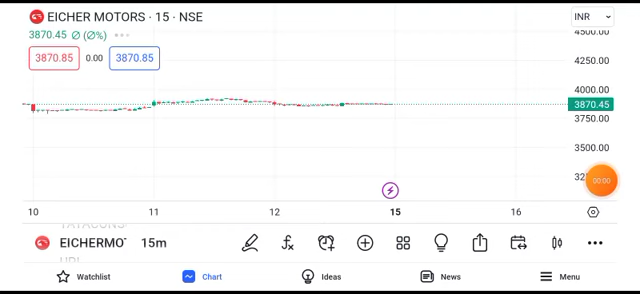 EICHER MOTORS · 15 · NSE
INR
3870.45 ∅ (∅%)
3870.85 0.00 3870.85
4500.00
4250.00
4000.00
3870.45
3750.00
3500.00
00:00
10 11 12 15 16
EICHERMO 15m
Watchlist Chart Ideas News Menu